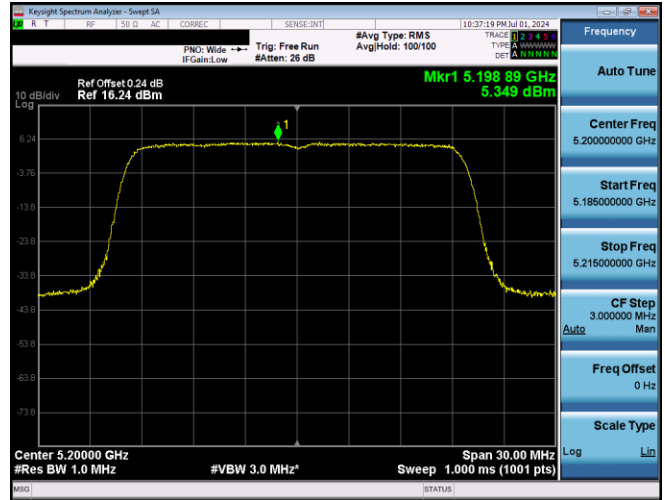 Keysight Spectrum Analyzer - Swept SA
LXI R T RF 50 Ω AC CORREC SENSE:INT 10:37:19 PM Jul 01, 2024
PNO: Wide
IFGain:Low
Trig: Free Run
#Atten: 26 dB
#Avg Type: RMS
Avg|Hold: 100/100
TRACE 1 2 3 4 5 6
TYPE A WWWWW
DET A N N N N N
Ref Offset 0.24 dB
10 dB/div Ref 16.24 dBm
Log
Mkr1 5.198 89 GHz
5.349 dBm
1
6.24
-3.76
-13.8
-23.8
-33.8
-43.8
-53.8
-63.8
-73.8
Center 5.20000 GHz Span 30.00 MHz
#Res BW 1.0 MHz #VBW 3.0 MHz* Sweep 1.000 ms (1001 pts)
MSG STATUS
Frequency
Auto Tune
Center Freq
5.200000000 GHz
Start Freq
5.185000000 GHz
Stop Freq
5.215000000 GHz
CF Step
3.000000 MHz
Auto Man
Freq Offset
0 Hz
Scale Type
Log Lin